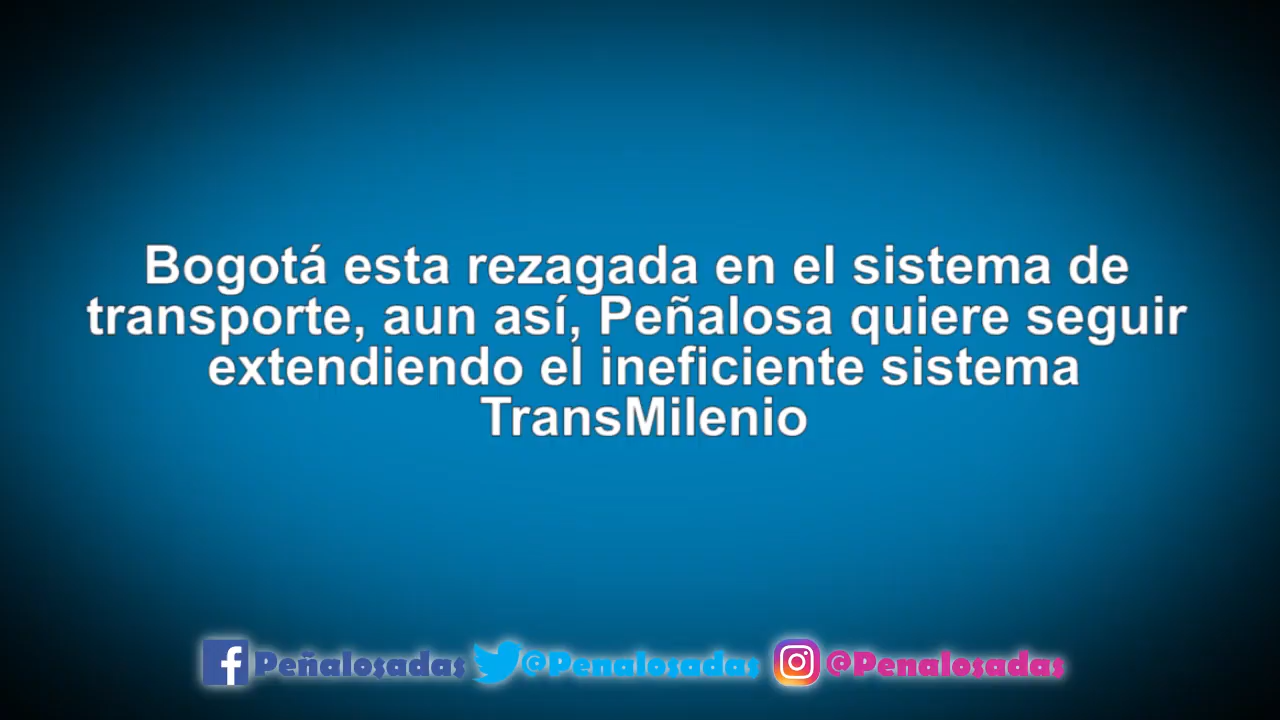 Bogotá esta rezagada en el sistema de
transporte, aun así, Peñalosa quiere seguir
extendiendo el ineficiente sistema
TransMilenio
Peñalosadas @Penalosadas @Penalosadas